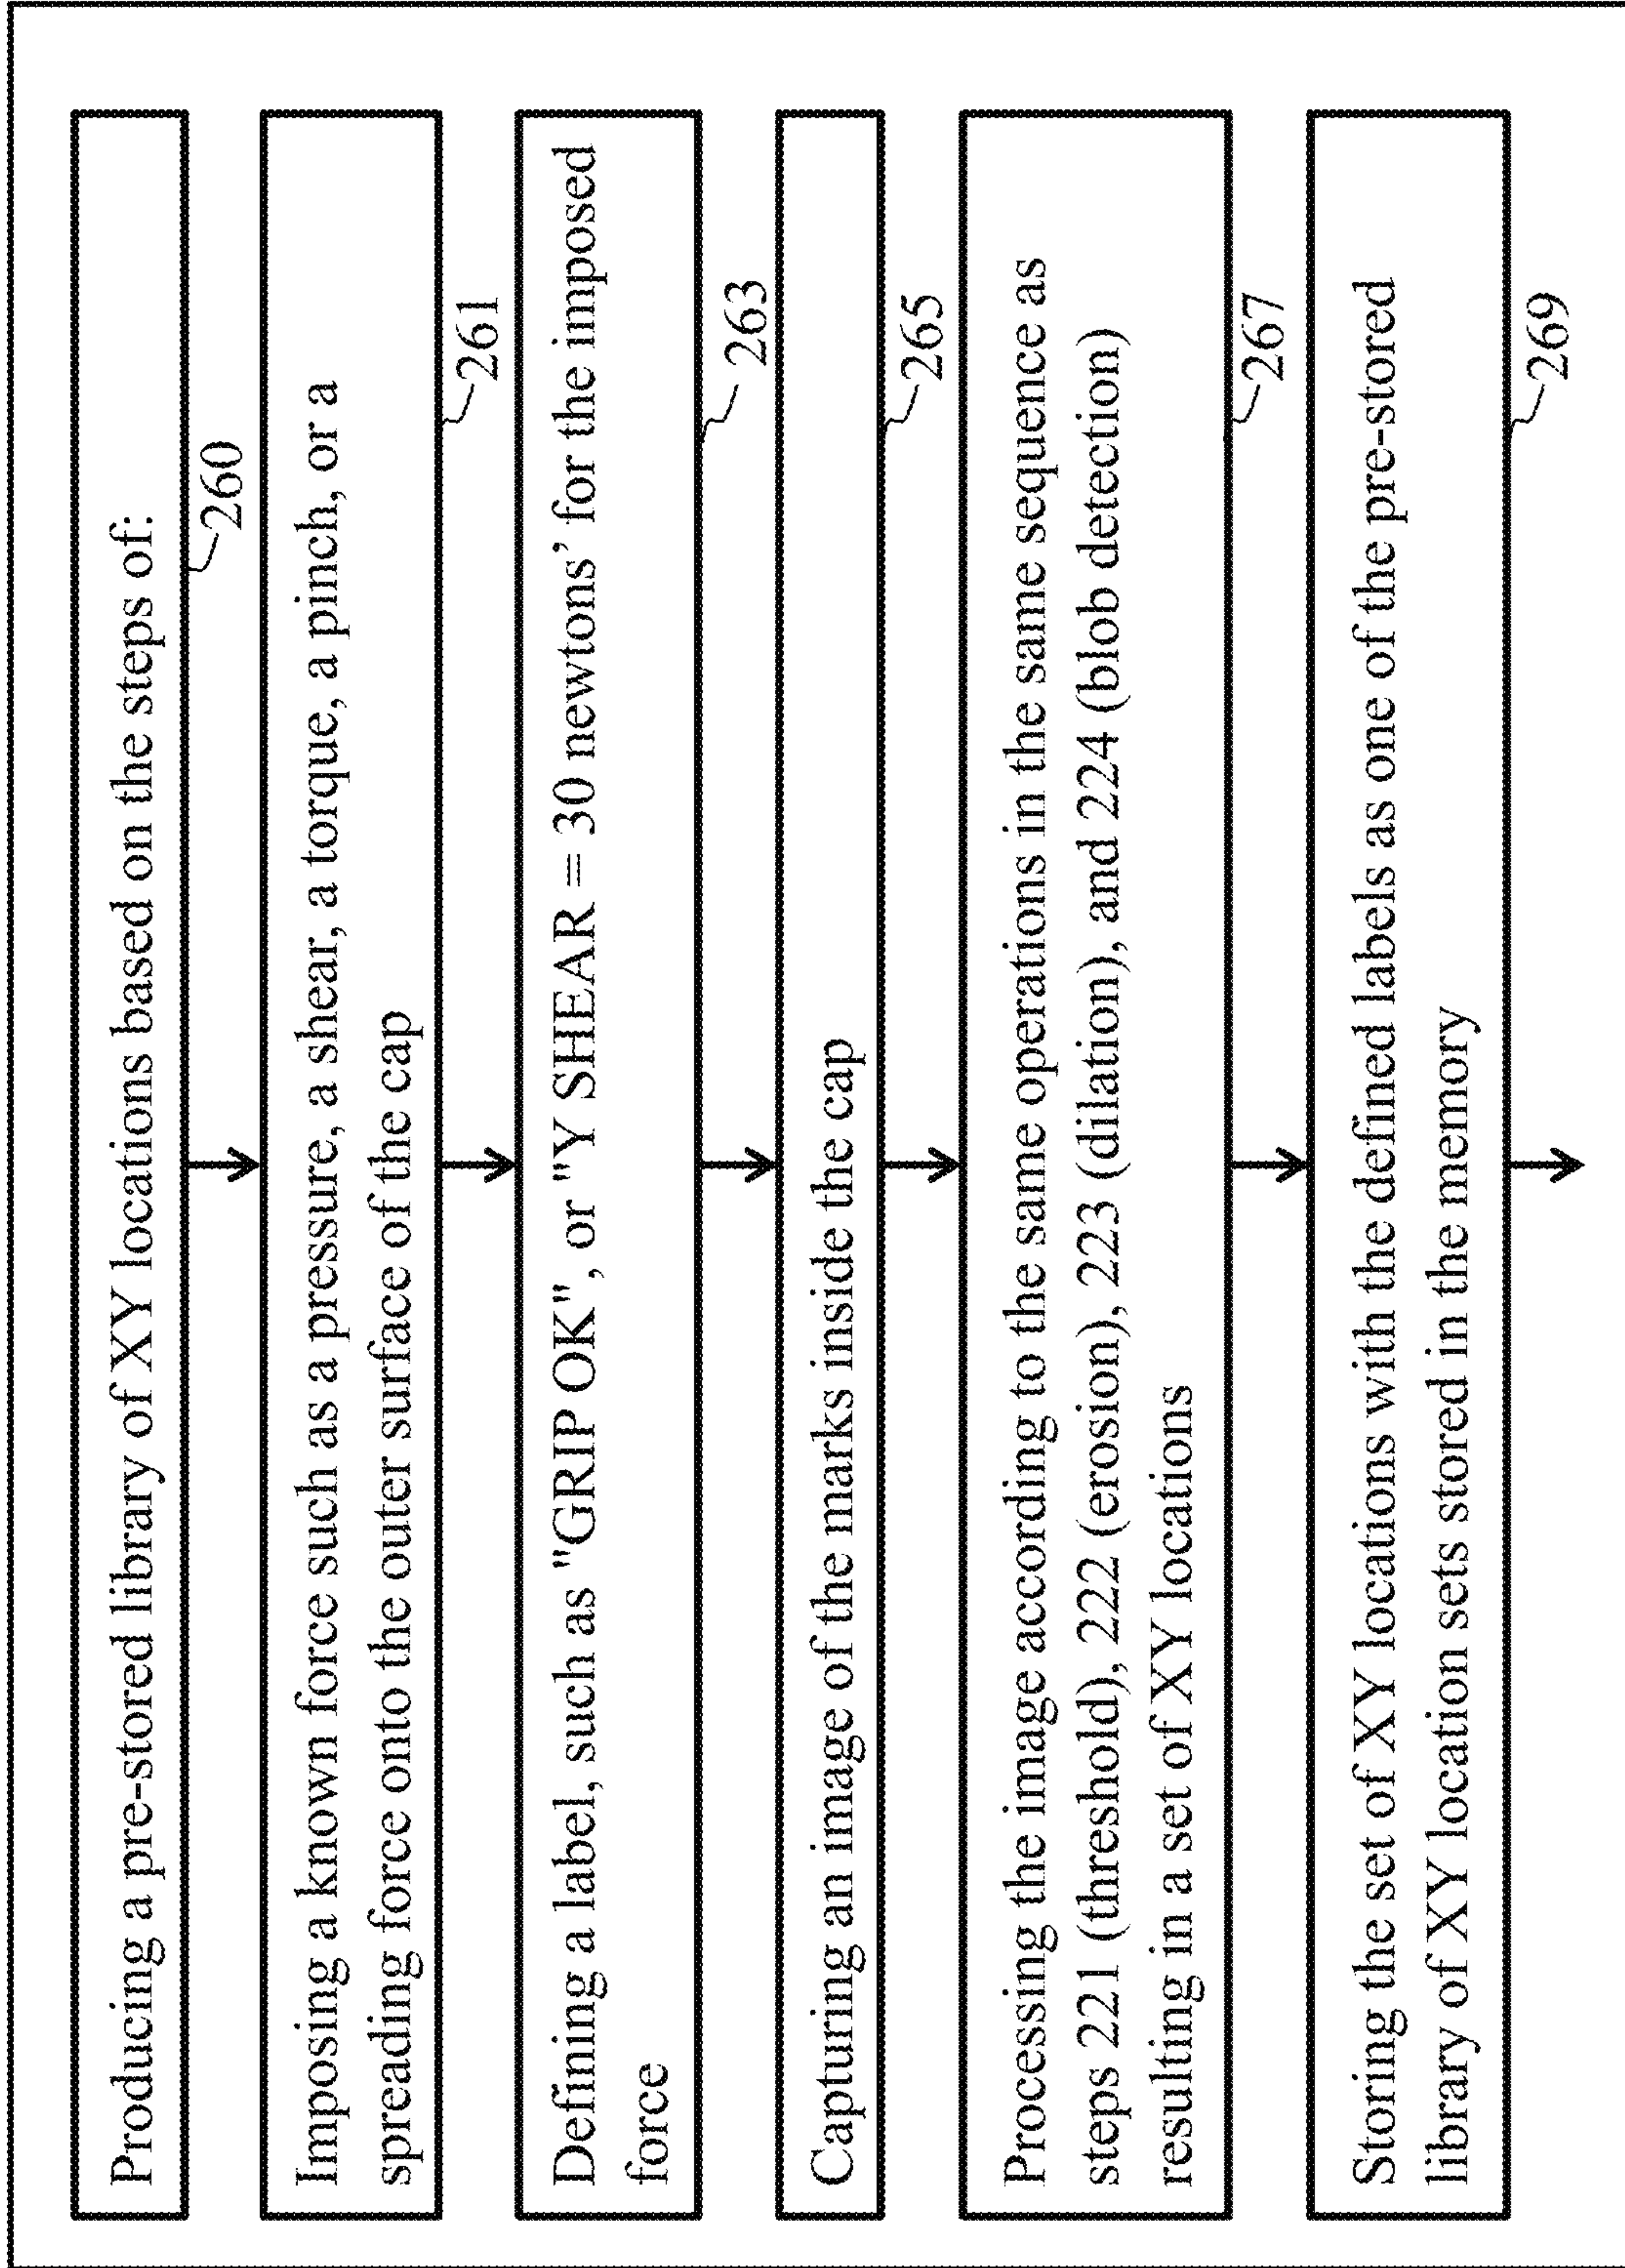 Producing a pre-stored library of XY locations based on the steps of:
260
Imposing a known force such as a pressure, a shear, a torque, a pinch, or a
spreading force onto the outer surface of the cap
261
Defining a label, such as "GRIP OK", or "Y SHEAR = 30 newtons’ for the imposed
force
263
Capturing an image of the marks inside the cap
265
Processing the image according to the same operations in the same sequence as
steps 221 (threshold), 222 (erosion), 223 (dilation), and 224 (blob detection)
resulting in a set of XY locations
267
Storing the set of XY locations with the defined labels as one of the pre-stored
library of XY location sets stored in the memory
269